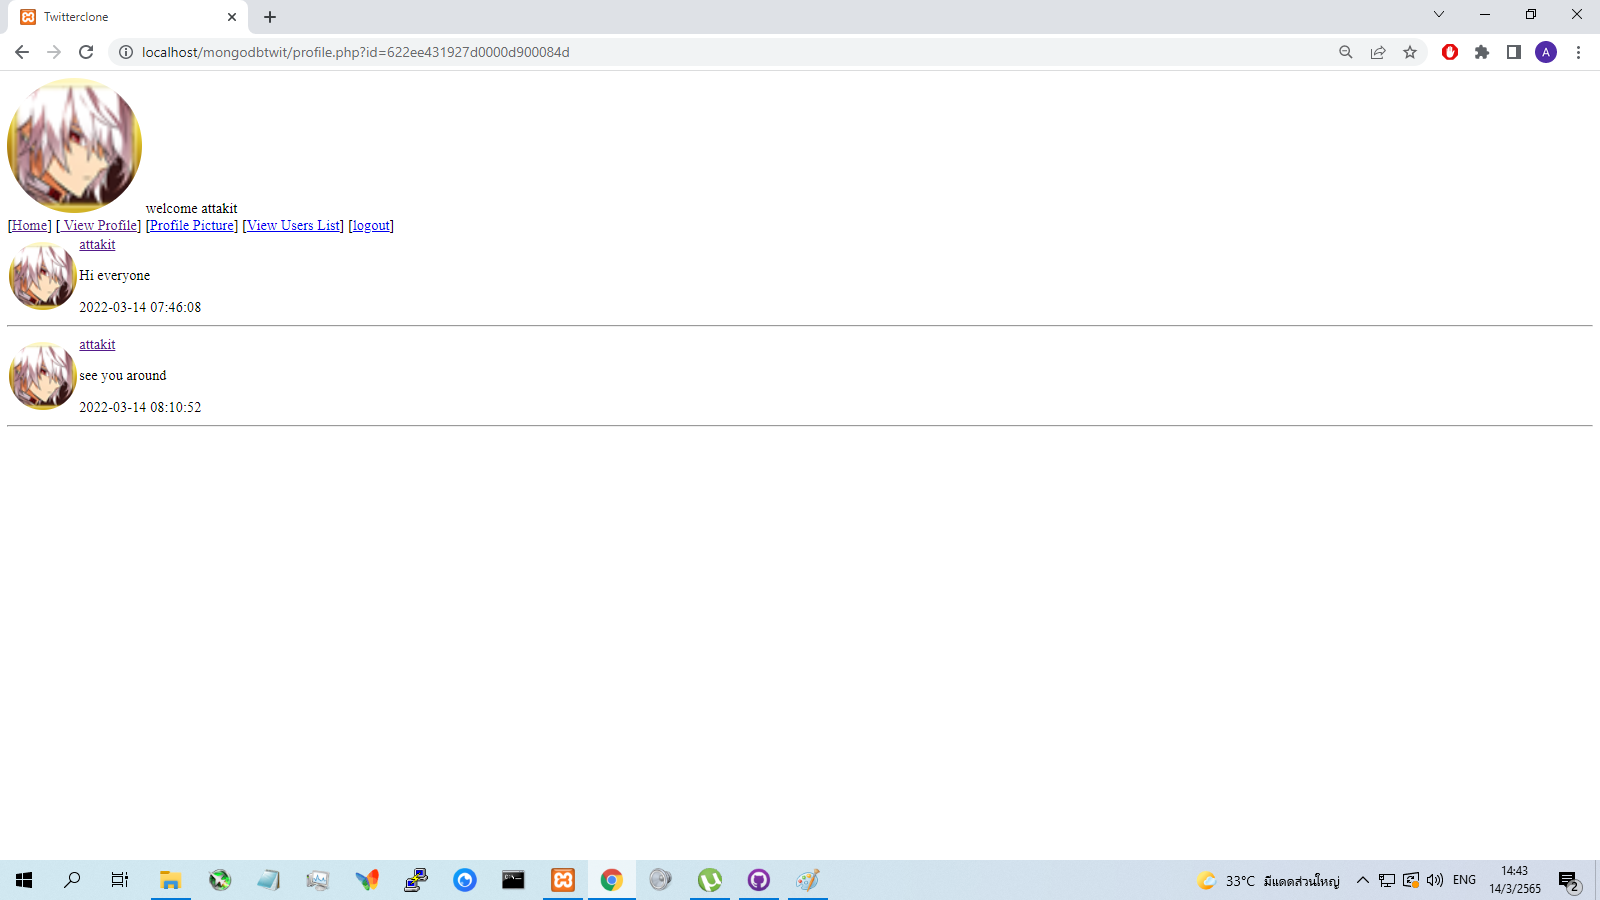 Twitterclone
localhost/mongodbtwit/profile.php?id=622ee431927d0000d900084d
A
welcome attakit
[Home] [ View Profile] [Profile Picture] [View Users List] [logout]
attakit
Hi everyone
2022-03-14 07:46:08
attakit
see you around
2022-03-14 08:10:52
33°C มีแดดส่วนใหญ่ ENG
14:43
14/3/2565
2